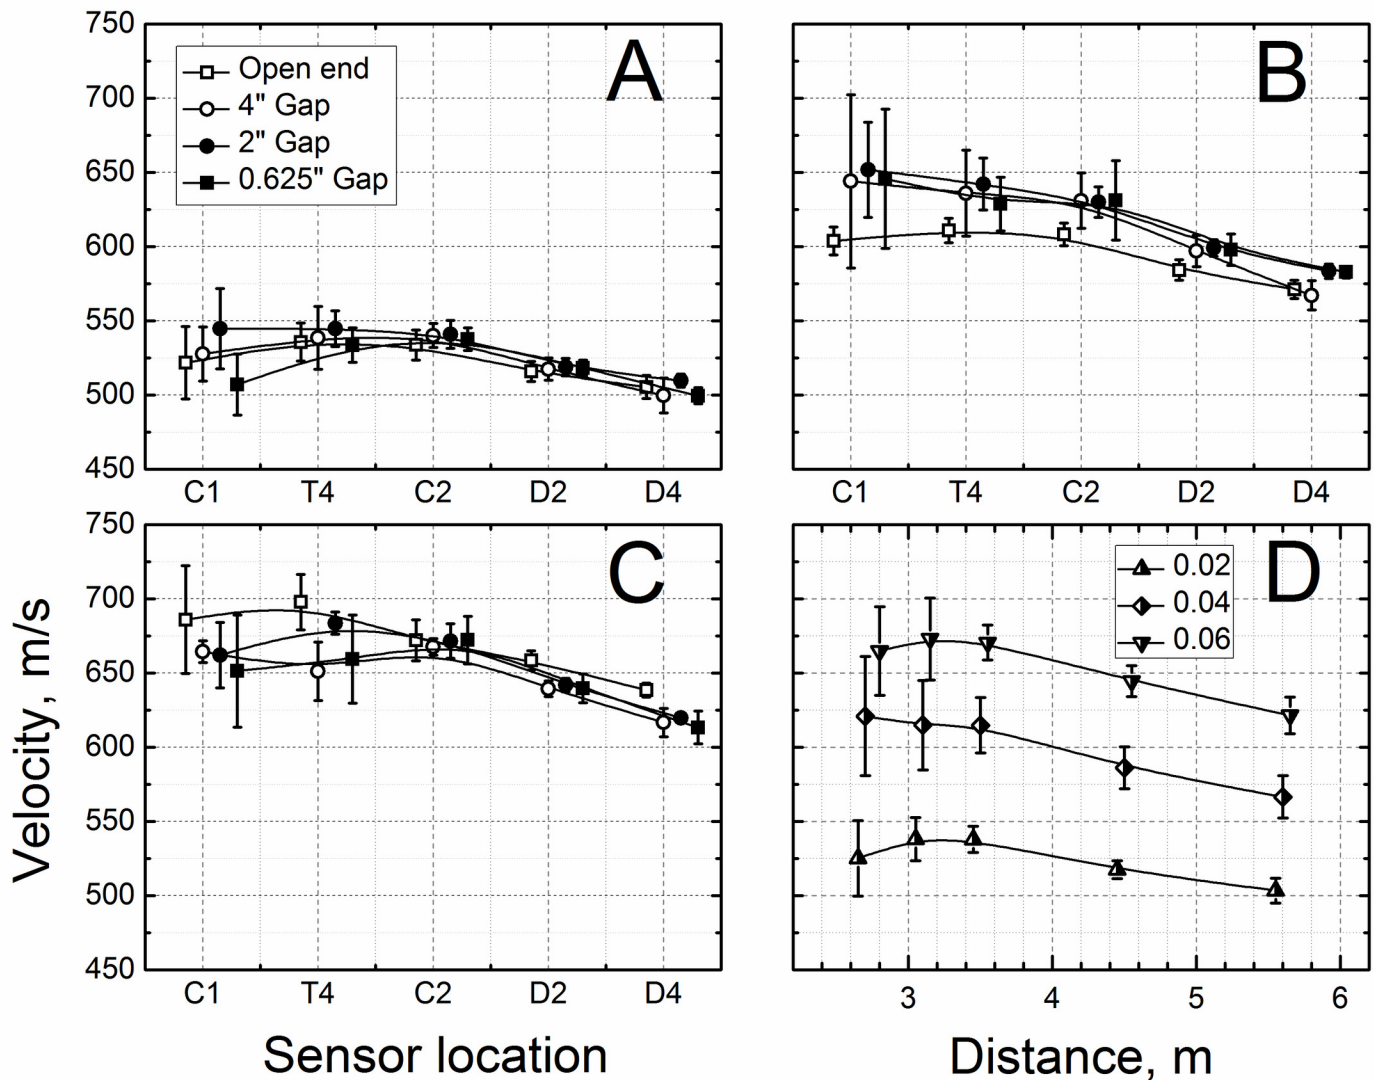 750
700
650
600
550
500
450
Open end
4" Gap
2" Gap
0.625" Gap
A
C1 T4 C2 D2 D4
B
C1 T4 C2 D2 D4
Velocity, m/s
750
700
650
600
550
500
450
C
C1 T4 C2 D2 D4
Sensor location
0.02
0.04
0.06
D
3 4 5 6
Distance, m